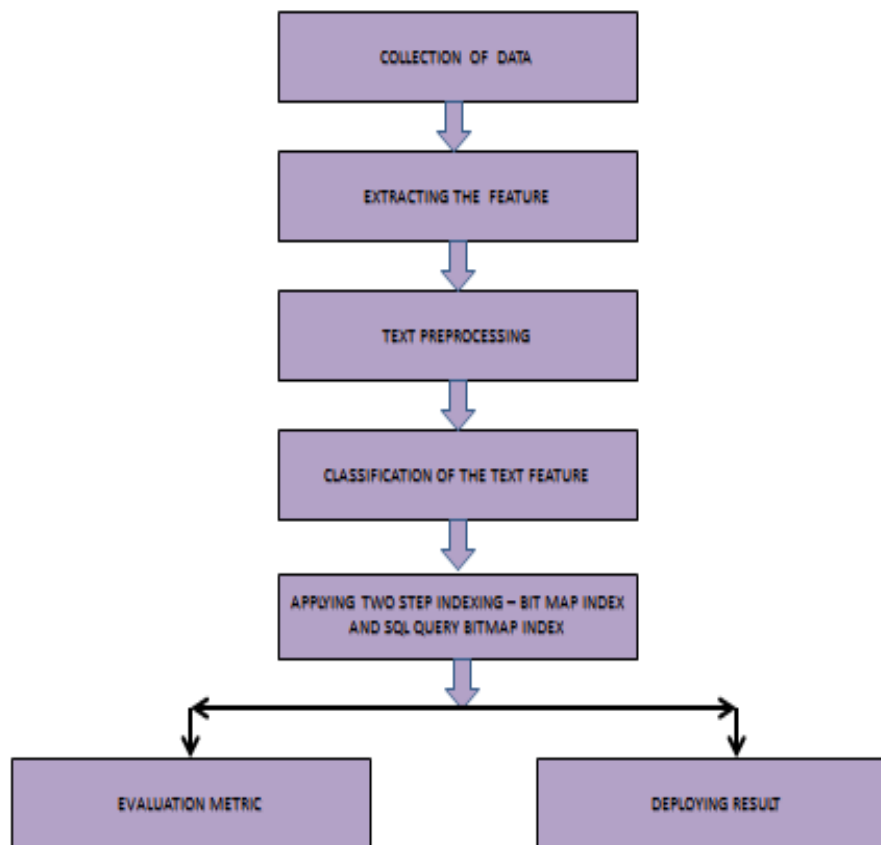 COLLECTION OF DATA
EXTRACTING THE FEATURE
TEXT PREPROCESSING
CLASSIFICATION OF THE TEXT FEATURE
APPLYING TWO STEP INDEXING – BIT MAP INDEX
AND SQL QUERY BITMAP INDEX
EVALUATION METRIC
DEPLOYING RESULT